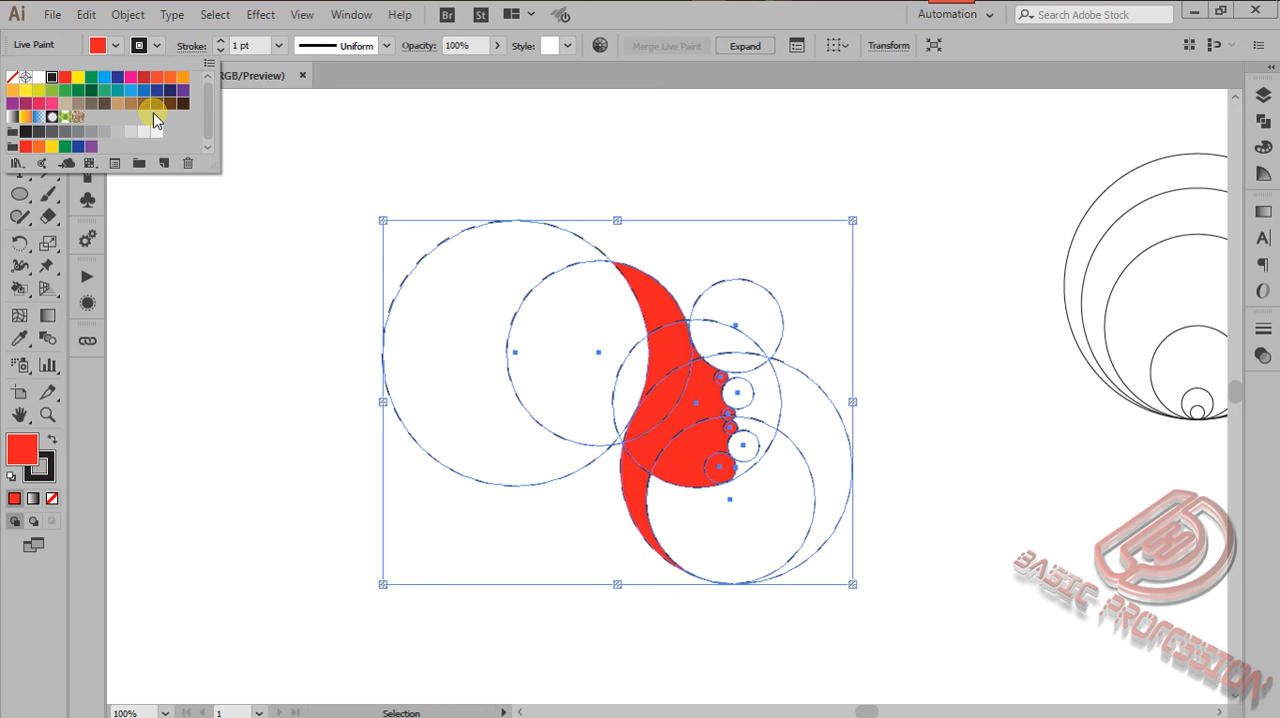 Ai File Edit Object Type Select Effect View Window Help Br St Automation Search Adobe Stock
Live Paint Stroke: 1 pt Uniform Opacity: 100% Style: Merge Live Paint Expand Transform
RGB/Preview) ×
BASIC PROFESSION
100% 1 Selection